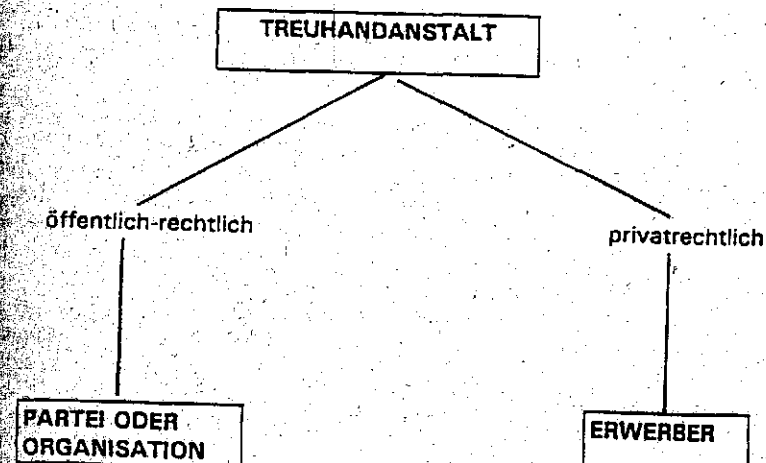 TREUHANDANSTALT
öffentlich-rechtlich
privatrechtlich
PARTEI ODER
ORGANISATION
ERWERBER